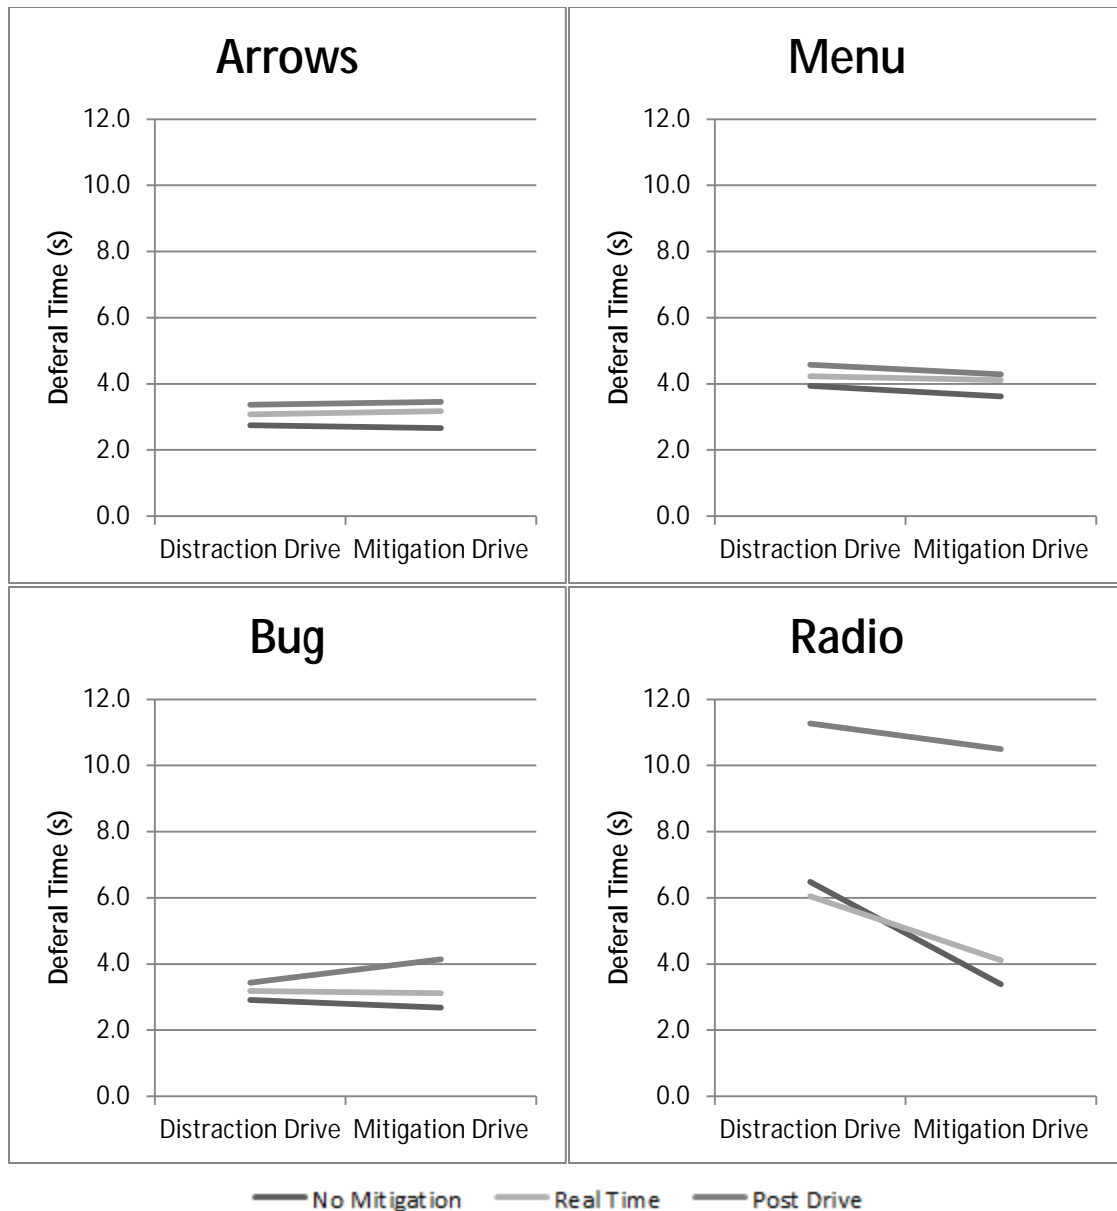 Arrows
12.0
10.0
8.0
6.0
4.0
2.0
0.0
Deferal Time (s)
Distraction Drive Mitigation Drive
Menu
12.0
10.0
8.0
6.0
4.0
2.0
0.0
Deferal Time (s)
Distraction Drive Mitigation Drive
Bug
12.0
10.0
8.0
6.0
4.0
2.0
0.0
Deferal Time (s)
Distraction Drive Mitigation Drive
Radio
12.0
10.0
8.0
6.0
4.0
2.0
0.0
Deferal Time (s)
Distraction Drive Mitigation Drive
No Mitigation Real Time Post Drive